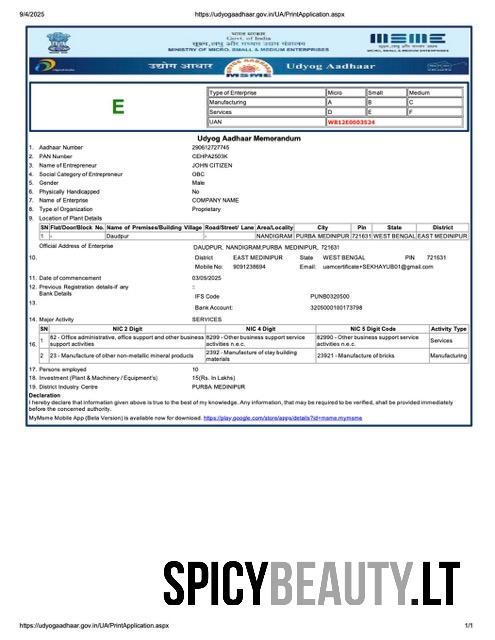 9/4/2025 https://udyogaadhaar.gov.in/UA/PrintApplication.aspx
भारत सरकार
Govt. of India
सूक्ष्म, लघु और मध्यम उद्यम मंत्रालय
MINISTRY OF MICRO, SMALL & MEDIUM ENTERPRISES
MICRO, SMALL & MEDIUM ENTERPRISES
उद्योग आधार MSME Udyog Aadhaar
E
Type of Enterprise Micro Small Medium
Manufacturing A B C
Services D E F
UAN WB12E0003524
Udyog Aadhaar Memorandum
1. Aadhar Number 290612727745
2. PAN Number CEHPA2503K
3. Name of Entrepreneur JOHN CITIZEN
4. Social Category of Entrepreneur OBC
5. Gender Male
6. Physically Handicapped No
7. Name of Enterprise COMPANY NAME
8. Type of Organization Proprietary
9. Location of Plant Details
SN Flat/Door/Block No. Name of Premises/Building Village Road/Street/ Lane Area/Locality City Pin State District
1 - Daudpur - NANDIGRAM PURBA MEDINIPUR 721631 WEST BENGAL EAST MEDINIPUR
Official Address of Enterprise DAUDPUR, NANDIGRAM,PURBA MEDINIPUR, 721631
10. District EAST MEDINIPUR State WEST BENGAL PIN 721631
Mobile No: 9091238694 Email: uamcertificate+SEKHAYUB01@gmail.com
11. Date of commencement 03/05/2025
12. Previous Registration details-if any :
Bank Details
13. IFS Code PUNB0320500
Bank Account: 3205000100173798
14. Major Activity SERVICES
SN NIC 2 Digit NIC 4 Digit NIC 5 Digit Code Activity Type
16. 1 82 - Office administrative, office support and other business support activities 8299 - Other business support service activities n.e.c. 82990 - Other business support service activities n.e.c. Services
2 23 - Manufacture of other non-metallic mineral products 2392 - Manufacture of clay building materials 23921 - Manufacture of bricks Manufacturing
17. Persons employed 10
18. Investment (Plant & Machinery / Equipment's) 15(Rs. In Lakhs)
19. District Industry Centre PURBA MEDINIPUR
Declaration
I hereby declare that information given above is true to the best of my knowledge. Any information, that may be required to be verified, shall be provided immediately
before the concerned authority.
MyMsme Mobile App (Beta Version) is available now for download. https://play.google.com/store/apps/details?id=msme.mymsme
SPICYBEAUTY.LT
https://udyogaadhaar.gov.in/UA/PrintApplication.aspx 1/1